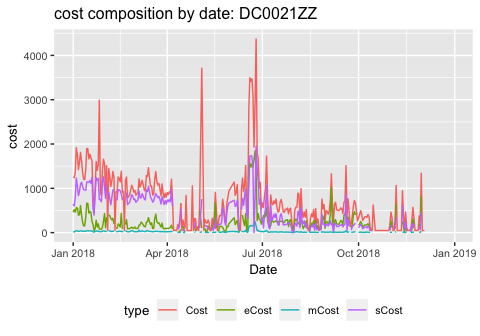 cost composition by date: DC0021ZZ
4000
3000
2000
1000
0
cost
Jan 2018 Apr 2018 Jul 2018 Oct 2018 Jan 2019
Date
type Cost eCost mCost sCost